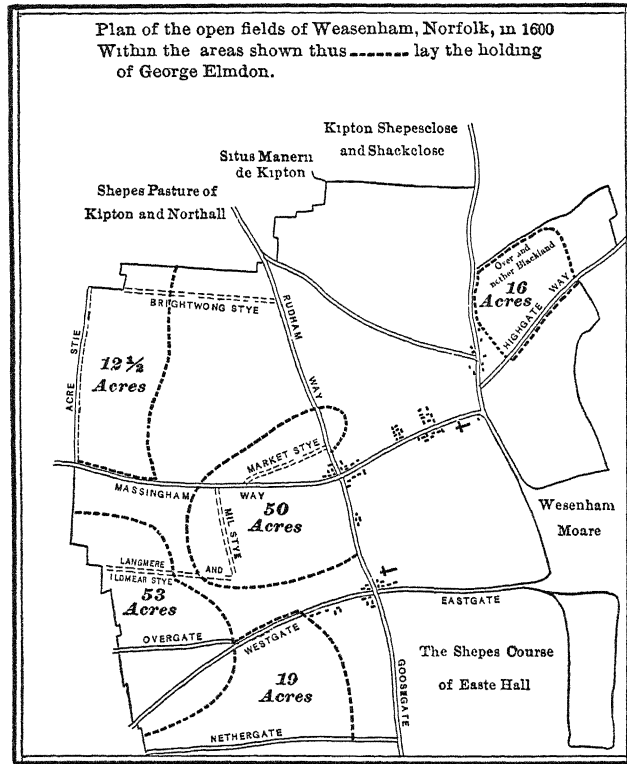 Plan of the open fields of Weasenham, Norfolk, in 1600
Within the areas shown thus ------- lay the holding
of George Elmdon.
Kipton Shepesclose
and Shackclose
Situs Manerii
de Kipton
Shepes Pasture of
Kipton and Northall
Over and
nether Blackland
16
Acres
HIGHGATE WAY
BRIGHTWONG STYE
RUDHAM WAY
ACRE STIE
12 ½
Acres
MARKET STYE
MASSINGHAM WAY
MIL STYE
50
Acres
Wesenham
Moare
LANGMERE AND
ILDMEAR STYE
53
Acres
EASTGATE
OVERGATE
WESTGATE
GOOSEGATE
The Shepes Course
of Easte Hall
19
Acres
NETHERGATE